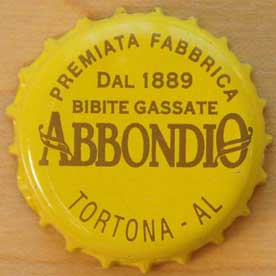 PREMIATA FABBRICA
DAL 1889
BIBITE GASSATE
ABBONDIO
TORTONA - AL